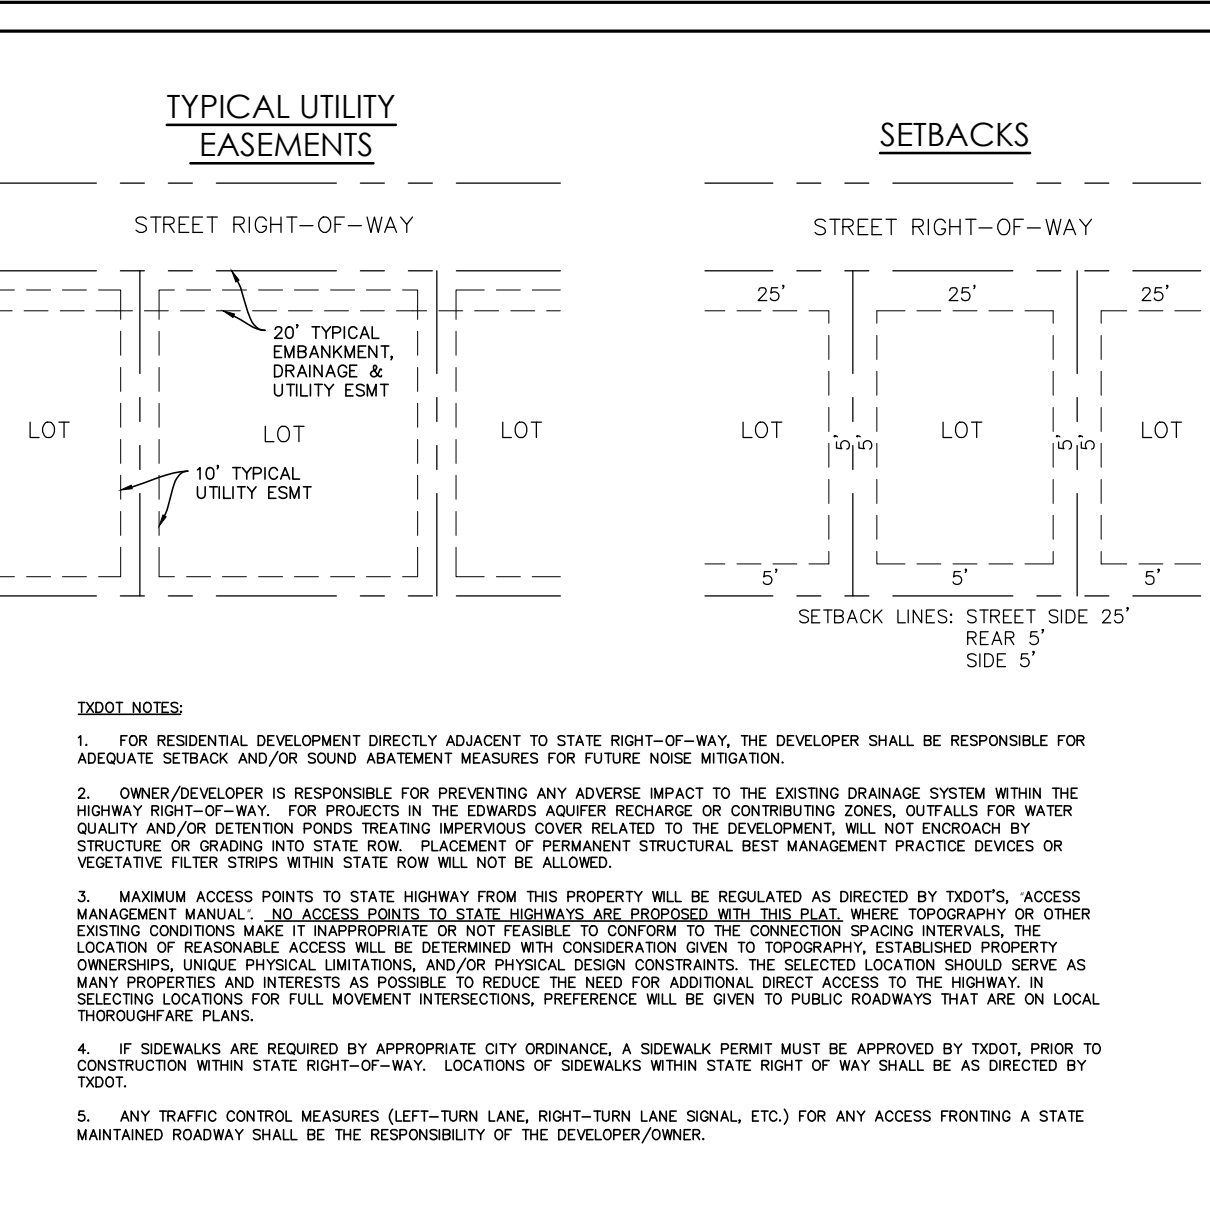 TYPICAL UTILITY
EASEMENTS
STREET RIGHT-OF-WAY
20' TYPICAL
EMBANKMENT,
DRAINAGE &
UTILITY ESMT
LOT
LOT
LOT
10' TYPICAL
UTILITY ESMT
SETBACKS
STREET RIGHT-OF-WAY
25'
25'
25'
LOT
5'
5'
LOT
5'
5'
LOT
5'
5'
5'
SETBACK LINES: STREET SIDE 25'
REAR 5'
SIDE 5'
TXDOT NOTES:
1. FOR RESIDENTIAL DEVELOPMENT DIRECTLY ADJACENT TO STATE RIGHT-OF-WAY, THE DEVELOPER SHALL BE RESPONSIBLE FOR
ADEQUATE SETBACK AND/OR SOUND ABATEMENT MEASURES FOR FUTURE NOISE MITIGATION.
2. OWNER/DEVELOPER IS RESPONSIBLE FOR PREVENTING ANY ADVERSE IMPACT TO THE EXISTING DRAINAGE SYSTEM WITHIN THE
HIGHWAY RIGHT-OF-WAY. FOR PROJECTS IN THE EDWARDS AQUIFER RECHARGE OR CONTRIBUTING ZONES, OUTFALLS FOR WATER
QUALITY AND/OR DETENTION PONDS TREATING IMPERVIOUS COVER RELATED TO THE DEVELOPMENT, WILL NOT ENCROACH BY
STRUCTURE OR GRADING INTO STATE ROW. PLACEMENT OF PERMANENT STRUCTURAL BEST MANAGEMENT PRACTICE DEVICES OR
VEGETATIVE FILTER STRIPS WITHIN STATE ROW WILL NOT BE ALLOWED.
3. MAXIMUM ACCESS POINTS TO STATE HIGHWAY FROM THIS PROPERTY WILL BE REGULATED AS DIRECTED BY TXDOT'S, "ACCESS
MANAGEMENT MANUAL". NO ACCESS POINTS TO STATE HIGHWAYS ARE PROPOSED WITH THIS PLAT. WHERE TOPOGRAPHY OR OTHER
EXISTING CONDITIONS MAKE IT INAPPROPRIATE OR NOT FEASIBLE TO CONFORM TO THE CONNECTION SPACING INTERVALS, THE
LOCATION OF REASONABLE ACCESS WILL BE DETERMINED WITH CONSIDERATION GIVEN TO TOPOGRAPHY, ESTABLISHED PROPERTY
OWNERSHIPS, UNIQUE PHYSICAL LIMITATIONS, AND/OR PHYSICAL DESIGN CONSTRAINTS. THE SELECTED LOCATION SHOULD SERVE AS
MANY PROPERTIES AND INTERESTS AS POSSIBLE TO REDUCE THE NEED FOR ADDITIONAL DIRECT ACCESS TO THE HIGHWAY. IN
SELECTING LOCATIONS FOR FULL MOVEMENT INTERSECTIONS, PREFERENCE WILL BE GIVEN TO PUBLIC ROADWAYS THAT ARE ON LOCAL
THOROUGHFARE PLANS.
4. IF SIDEWALKS ARE REQUIRED BY APPROPRIATE CITY ORDINANCE, A SIDEWALK PERMIT MUST BE APPROVED BY TXDOT, PRIOR TO
CONSTRUCTION WITHIN STATE RIGHT-OF-WAY. LOCATIONS OF SIDEWALKS WITHIN STATE RIGHT OF WAY SHALL BE AS DIRECTED BY
TXDOT.
5. ANY TRAFFIC CONTROL MEASURES (LEFT-TURN LANE, RIGHT-TURN LANE SIGNAL, ETC.) FOR ANY ACCESS FRONTING A STATE
MAINTAINED ROADWAY SHALL BE THE RESPONSIBILITY OF THE DEVELOPER/OWNER.